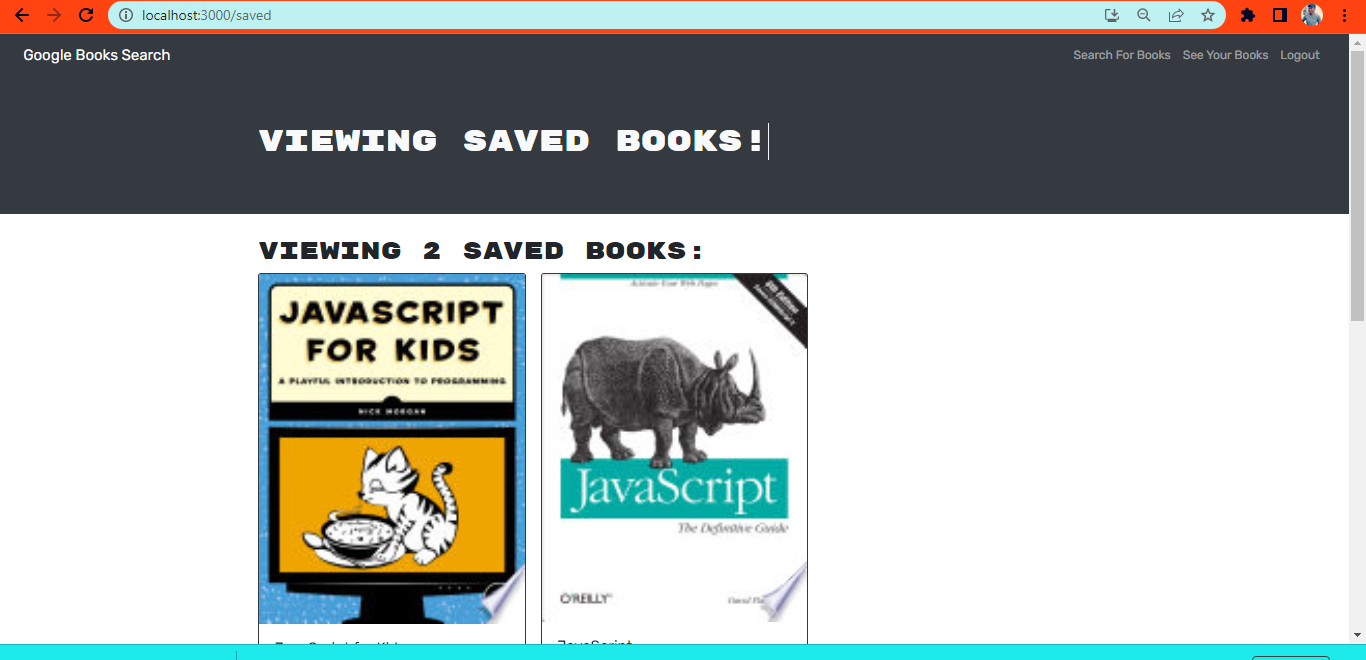 localhost:3000/saved
Google Books Search
Search For Books See Your Books Logout
VIEWING SAVED BOOKS!
VIEWING 2 SAVED BOOKS:
JAVASCRIPT
FOR KIDS
A PLAYFUL INTRODUCTION TO PROGRAMMING
NICK MORGAN
Activate Your Web Pages
JavaScript
The Definitive Guide
O'REILLY
David
JavaScript